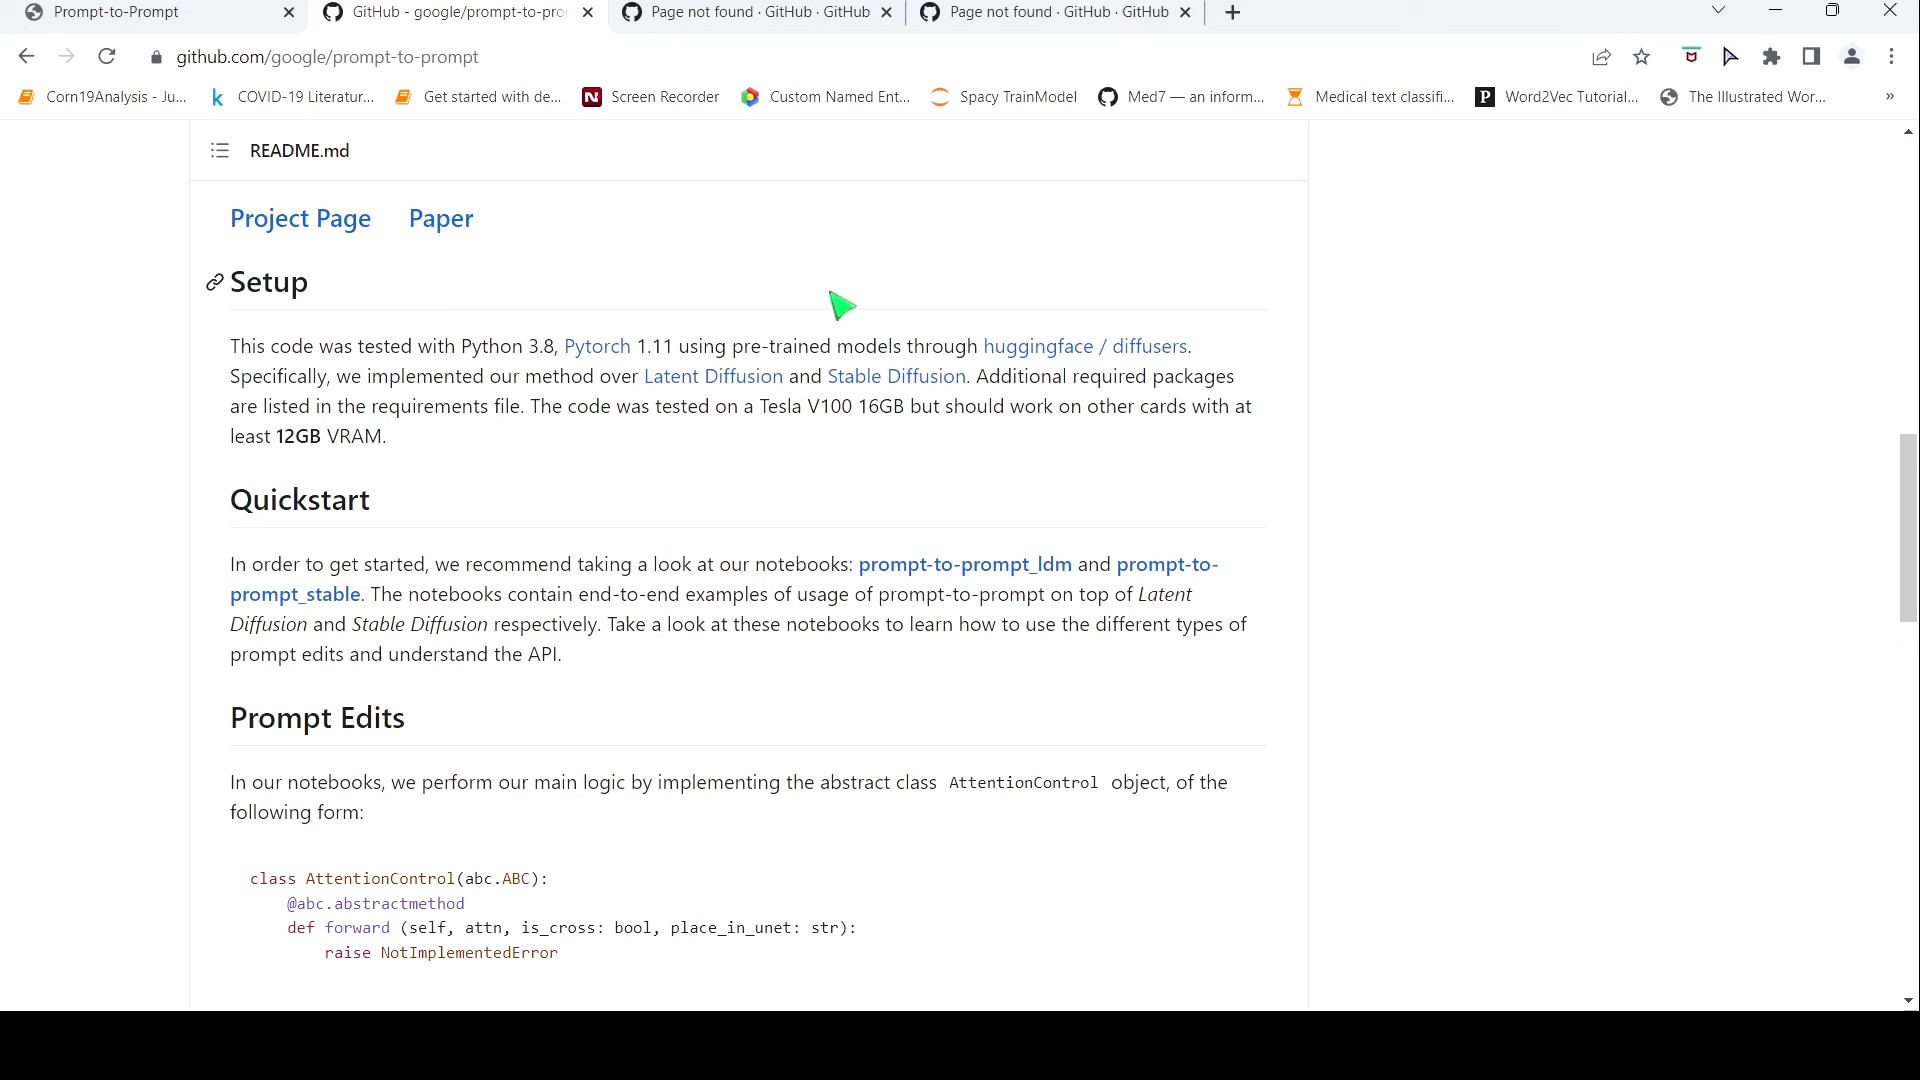 Prompt-to-Prompt
GitHub - google/prompt-to-pro
Page not found · GitHub · GitHub
Page not found · GitHub · GitHub
github.com/google/prompt-to-prompt
Corn19Analysis - Ju...
COVID-19 Literatur...
Get started with de...
Screen Recorder
Custom Named Ent...
Spacy TrainModel
Med7 — an inform...
Medical text classifi...
Word2Vec Tutorial...
The Illustrated Wor...
»
README.md
Project Page Paper
Setup
This code was tested with Python 3.8, Pytorch 1.11 using pre-trained models through huggingface / diffusers.
Specifically, we implemented our method over Latent Diffusion and Stable Diffusion. Additional required packages
are listed in the requirements file. The code was tested on a Tesla V100 16GB but should work on other cards with at
least 12GB VRAM.
Quickstart
In order to get started, we recommend taking a look at our notebooks: prompt-to-prompt_ldm and prompt-to-
prompt_stable. The notebooks contain end-to-end examples of usage of prompt-to-prompt on top of Latent
Diffusion and Stable Diffusion respectively. Take a look at these notebooks to learn how to use the different types of
prompt edits and understand the API.
Prompt Edits
In our notebooks, we perform our main logic by implementing the abstract class AttentionControl object, of the
following form:
class AttentionControl(abc.ABC):
@abc.abstractmethod
def forward (self, attn, is_cross: bool, place_in_unet: str):
raise NotImplementedError